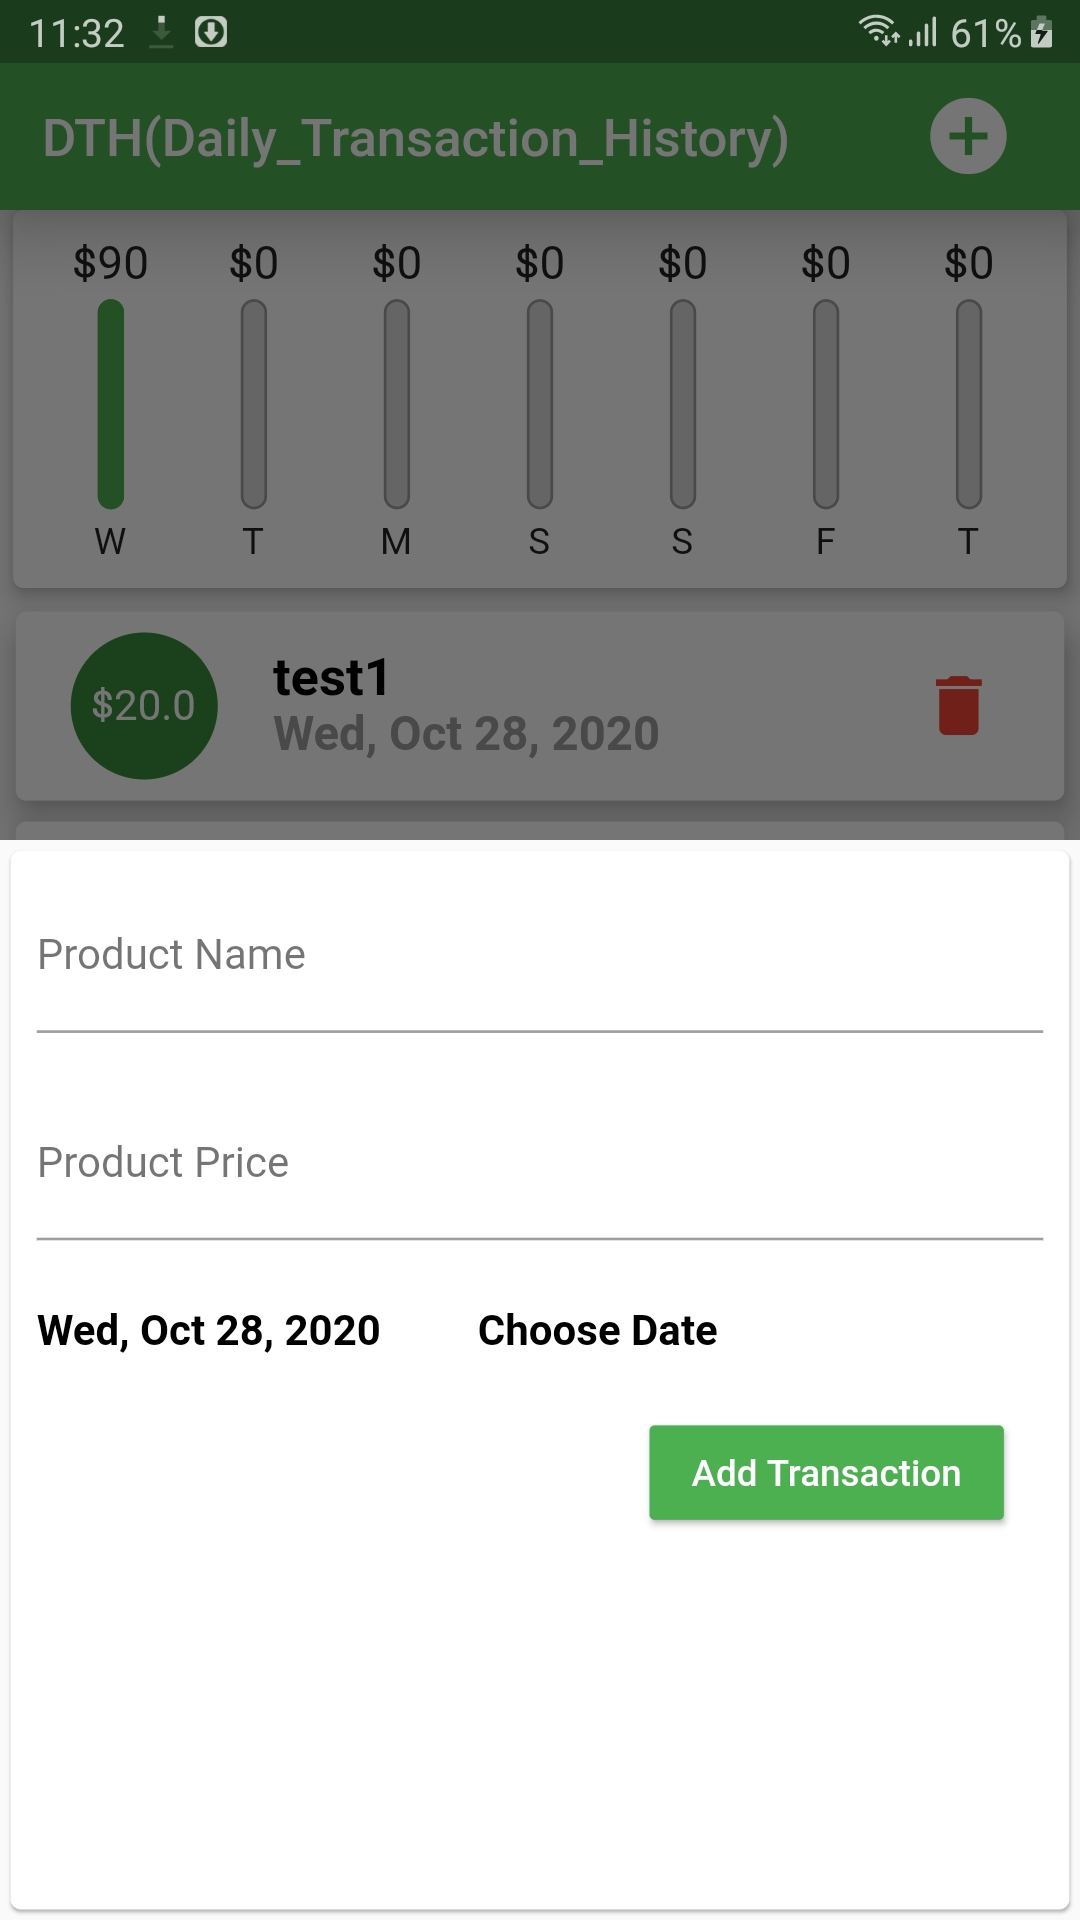 11:32 61%
DTH(Daily_Transaction_History)
$90 $0 $0 $0 $0 $0 $0
W T M S S F T
$20.0
test1
Wed, Oct 28, 2020
Product Name
Product Price
Wed, Oct 28, 2020 Choose Date
Add Transaction